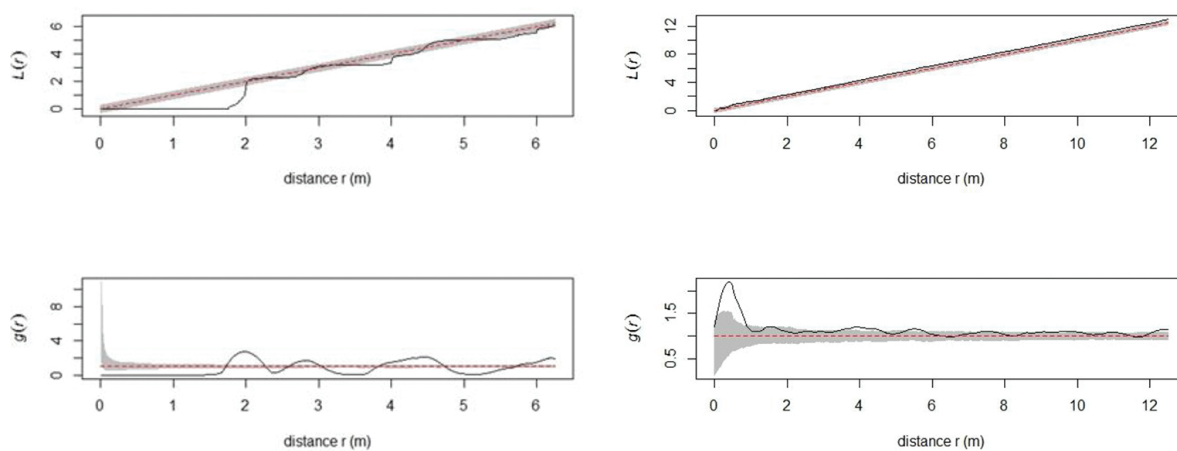 L(r)
0 2 4 6
0 1 2 3 4 5 6
distance r (m)
L(r)
0 4 8 12
0 2 4 6 8 10 12
distance r (m)
g(r)
0 4 8
0 1 2 3 4 5 6
distance r (m)
g(r)
0.5 1.5
0 2 4 6 8 10 12
distance r (m)